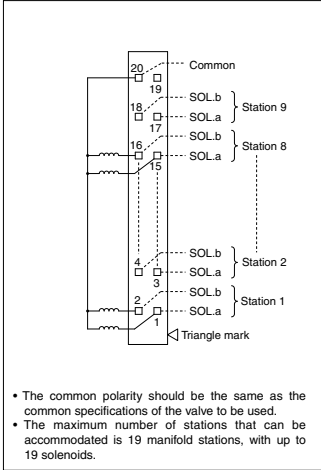 20
Common
19
SOL.b
18
SOL.a
Station 9
17
SOL.b
16
SOL.a
Station 8
15
SOL.b
4
SOL.a
Station 2
3
SOL.b
2
SOL.a
Station 1
1
Triangle mark
• The common polarity should be the same as the
common specifications of the valve to be used.
• The maximum number of stations that can be
accommodated is 19 manifold stations, with up to
19 solenoids.